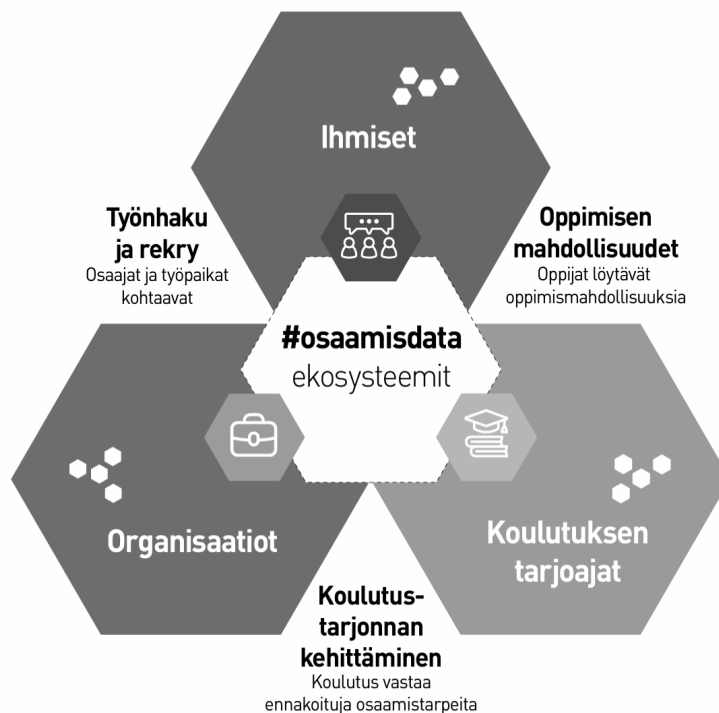 Ihmiset
Työnhaku
ja rekry
Osaajat ja työpaikat
kohtaavat
Oppimisen
mahdollisuudet
Oppijat löytävät
oppimismahdollisuuksia
#osaamisdata
ekosysteemit
Organisaatiot
Koulutuksen
tarjoajat
Koulutus-
tarjonnan
kehittäminen
Koulutus vastaa
ennakoituja osaamistarpeita